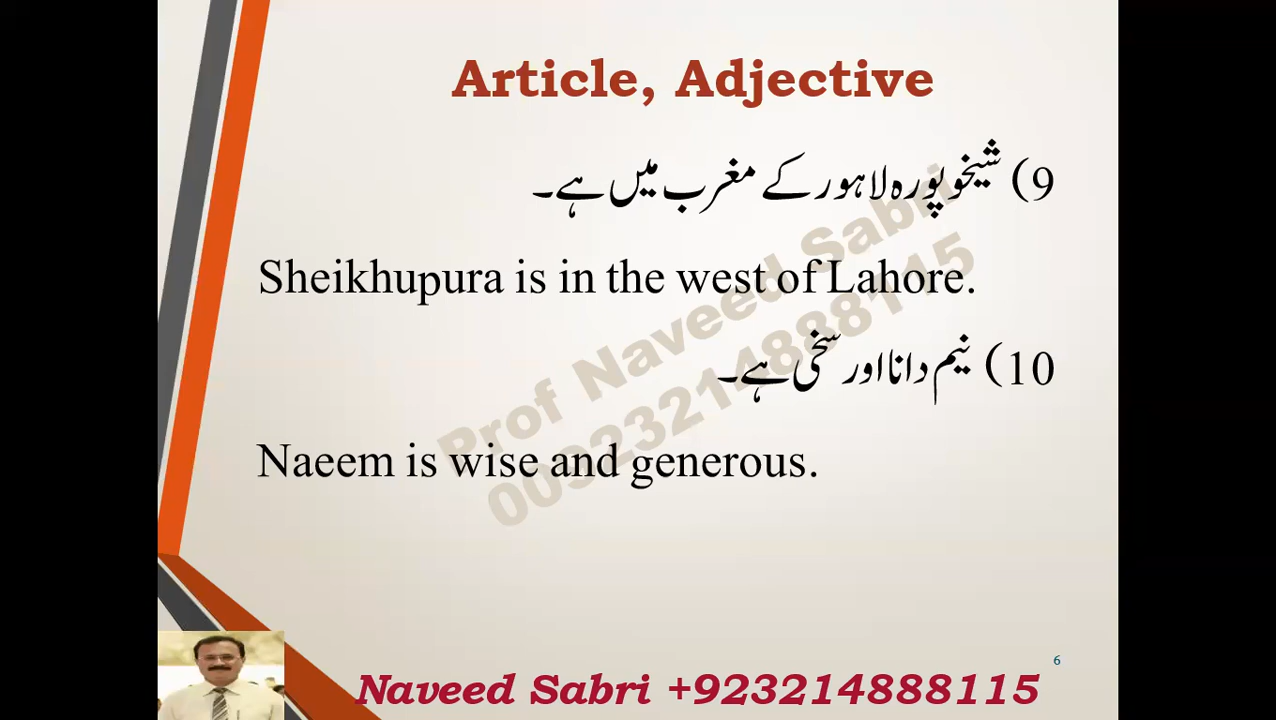 Article, Adjective
9) شیخوپورہ لاہور کے مغرب میں ہے۔
Sheikhupura is in the west of Lahore.
10) نیم دانا اور سخی ہے۔
Naeem is wise and generous.
Prof Naveed Sabri
00923214888115
6
Naveed Sabri +923214888115